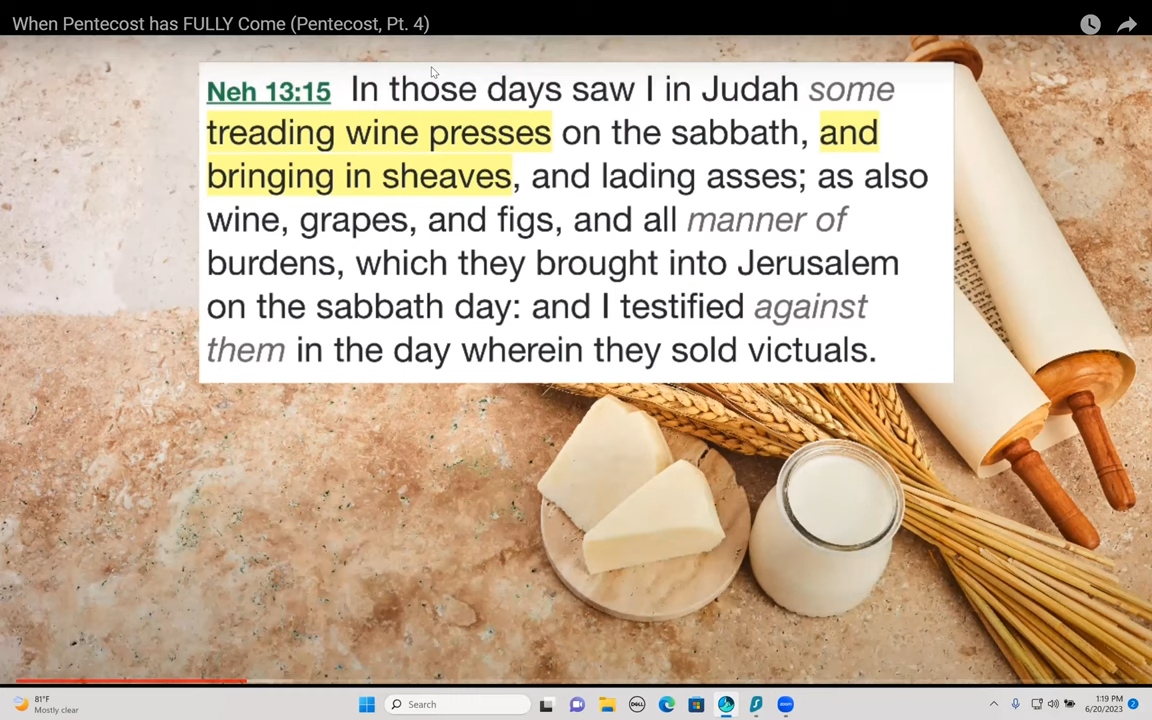 When Pentecost has FULLY Come (Pentecost, Pt. 4)
Neh 13:15 In those days saw I in Judah some
treading wine presses on the sabbath, and
bringing in sheaves, and lading asses; as also
wine, grapes, and figs, and all manner of
burdens, which they brought into Jerusalem
on the sabbath day: and I testified against
them in the day wherein they sold victuals.
81°F
Mostly clear
Search
DELL
1:19 PM
6/20/2023
2